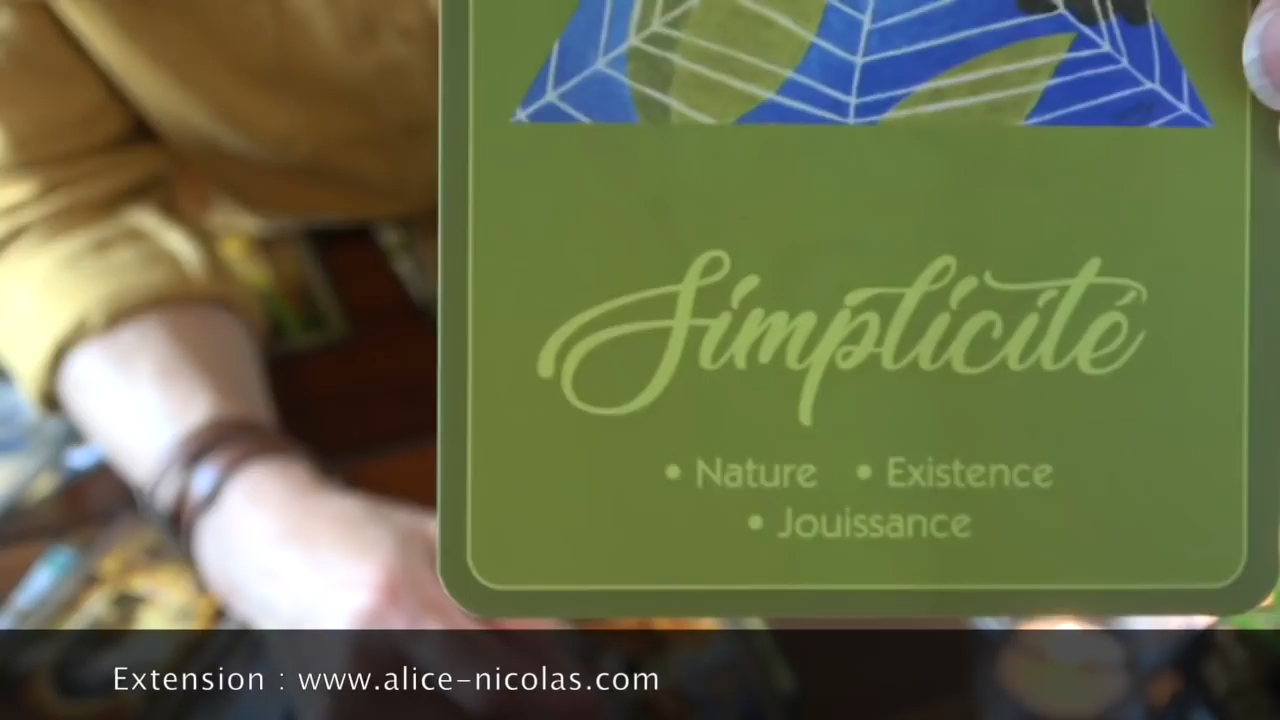 Simplicité
• Nature • Existence
• Jouissance
Extension : www.alice-nicolas.com